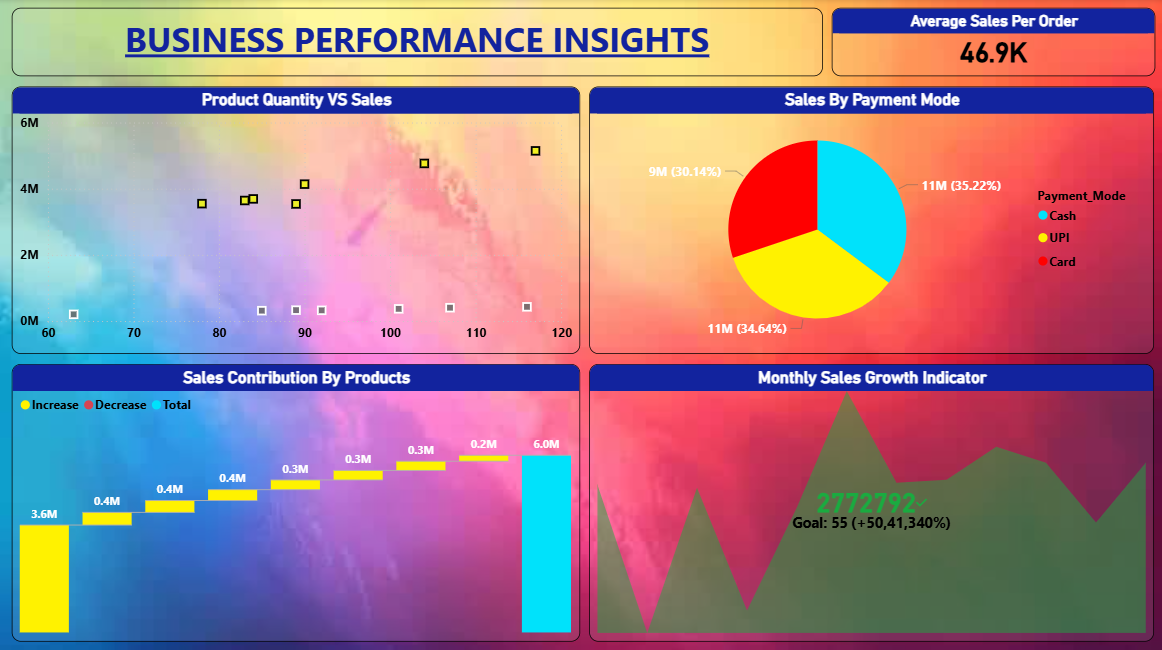 BUSINESS PERFORMANCE INSIGHTS
Average Sales Per Order
46.9K
Product Quantity VS Sales
6M
4M
2M
0M
60 70 80 90 100 110 120
Sales By Payment Mode
9M (30.14%)
11M (35.22%)
11M (34.64%)
Payment_Mode
Cash
UPI
Card
Sales Contribution By Products
Increase Decrease Total
3.6M
0.4M
0.4M
0.4M
0.3M
0.3M
0.3M
0.2M
6.0M
Monthly Sales Growth Indicator
2772792
Goal: 55 (+50,41,340%)